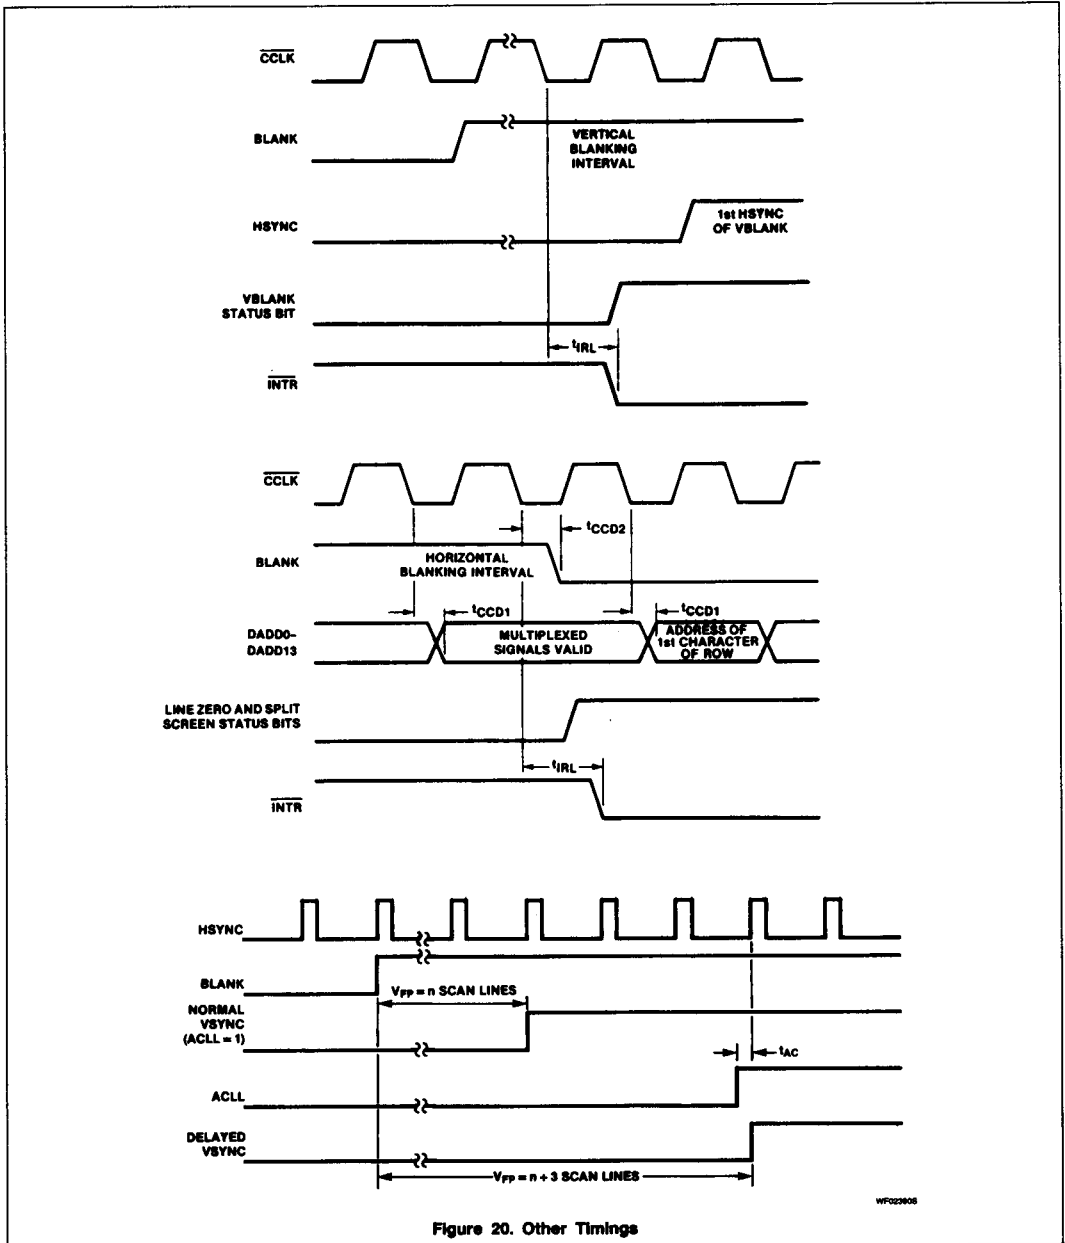 CCLK
BLANK
VERTICAL
BLANKING
INTERVAL
HSYNC
1st HSYNC
OF VBLANK
VBLANK
STATUS BIT
tIRL
INTR
CCLK
tCCD2
BLANK
HORIZONTAL
BLANKING INTERVAL
tCCD1
tCCD1
DADD0–
DADD13
MULTIPLEXED
SIGNALS VALID
ADDRESS OF
1st CHARACTER
OF ROW
LINE ZERO AND SPLIT
SCREEN STATUS BITS
tIRL
INTR
HSYNC
BLANK
VFP = n SCAN LINES
NORMAL
VSYNC
(ACLL = 1)
tAC
ACLL
DELAYED
VSYNC
VFP = n + 3 SCAN LINES
WF02380S
Figure 20. Other Timings